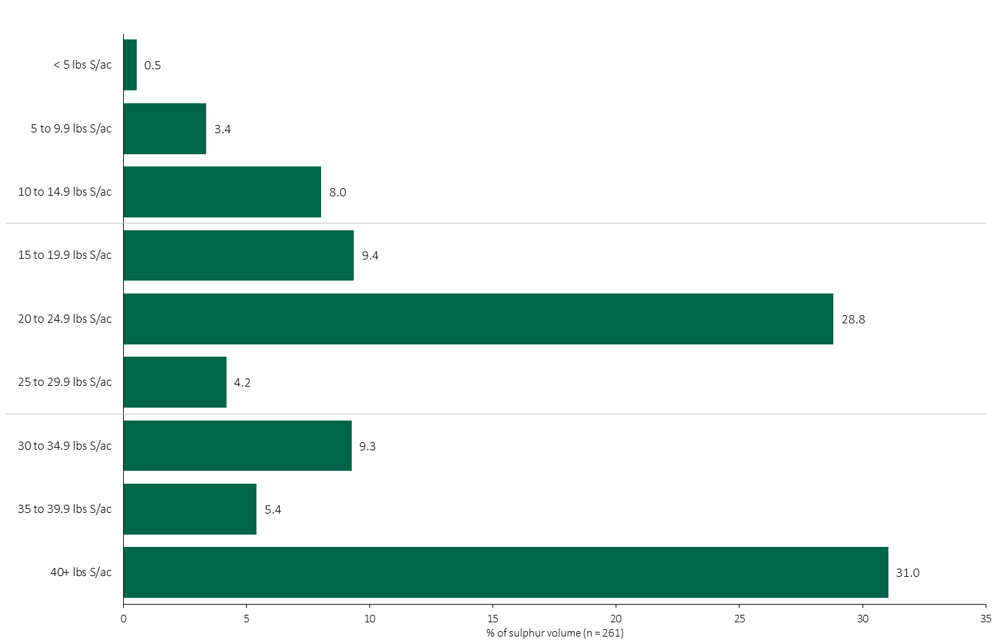 < 5 lbs S/ac 0.5
5 to 9.9 lbs S/ac 3.4
10 to 14.9 lbs S/ac 8.0
15 to 19.9 lbs S/ac 9.4
20 to 24.9 lbs S/ac 28.8
25 to 29.9 lbs S/ac 4.2
30 to 34.9 lbs S/ac 9.3
35 to 39.9 lbs S/ac 5.4
40+ lbs S/ac 31.0
0 5 10 15 20 25 30 35
% of sulphur volume (n = 261)